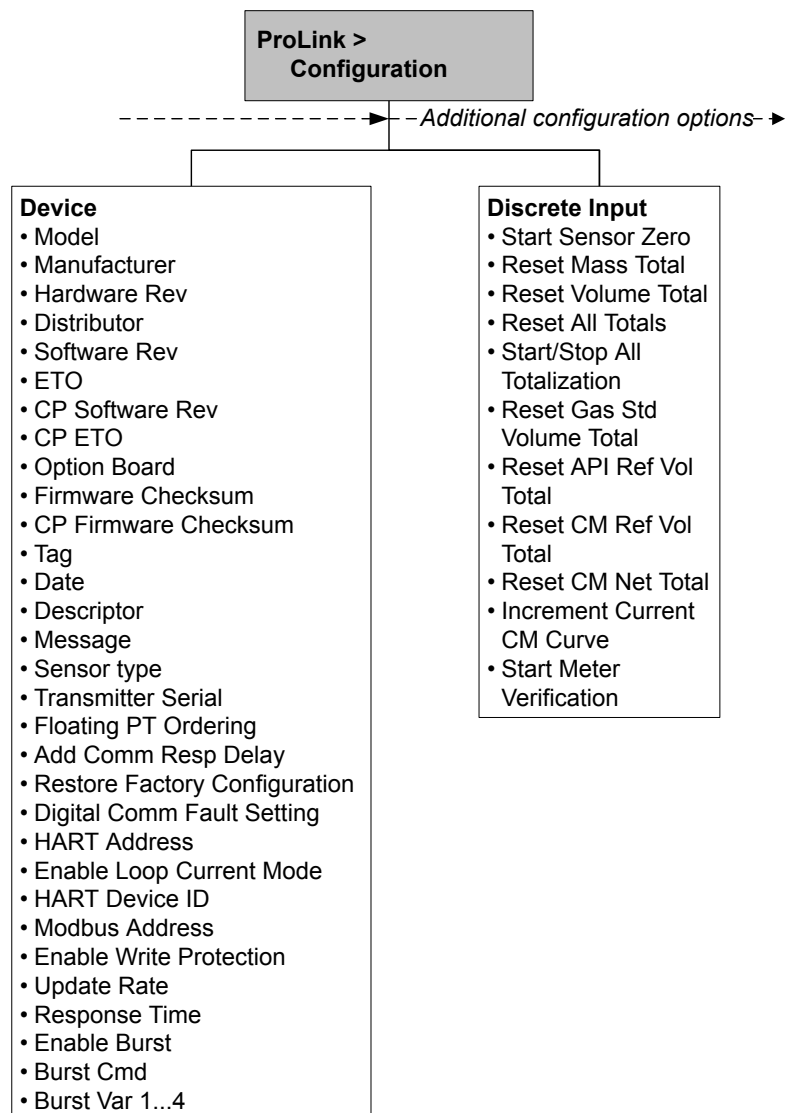 ProLink >
Configuration
Additional configuration options
Device
• Model
• Manufacturer
• Hardware Rev
• Distributor
• Software Rev
• ETO
• CP Software Rev
• CP ETO
• Option Board
• Firmware Checksum
• CP Firmware Checksum
• Tag
• Date
• Descriptor
• Message
• Sensor type
• Transmitter Serial
• Floating PT Ordering
• Add Comm Resp Delay
• Restore Factory Configuration
• Digital Comm Fault Setting
• HART Address
• Enable Loop Current Mode
• HART Device ID
• Modbus Address
• Enable Write Protection
• Update Rate
• Response Time
• Enable Burst
• Burst Cmd
• Burst Var 1...4
Discrete Input
• Start Sensor Zero
• Reset Mass Total
• Reset Volume Total
• Reset All Totals
• Start/Stop All
Totalization
• Reset Gas Std
Volume Total
• Reset API Ref Vol
Total
• Reset CM Ref Vol
Total
• Reset CM Net Total
• Increment Current
CM Curve
• Start Meter
Verification